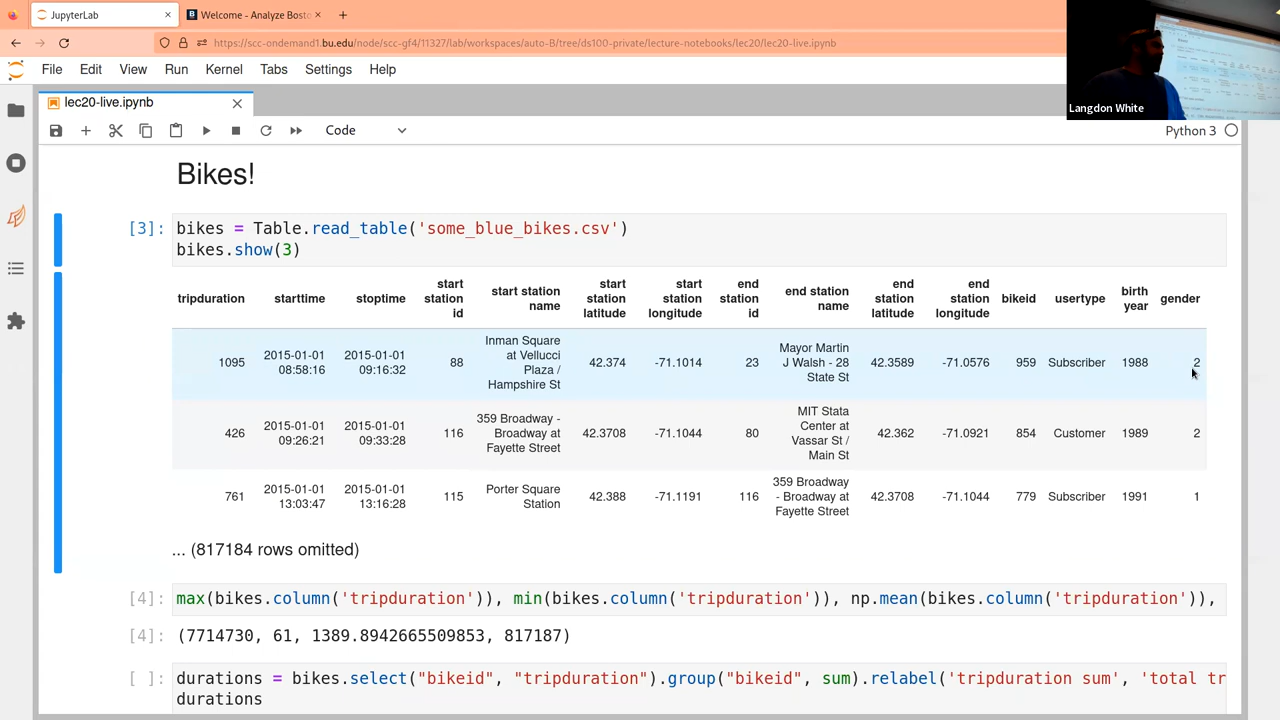 JupyterLab
Welcome - Analyze Bosto
https://scc-ondemand1.bu.edu/node/scc-gf4/11327/lab/workspaces/auto-B/tree/ds100-private/lecture-notebooks/lec20/lec20-live.ipynb
File Edit View Run Kernel Tabs Settings Help
Langdon White
lec20-live.ipynb
Code
Python 3
Bikes!
[3]: bikes = Table.read_table('some_blue_bikes.csv')
bikes.show(3)
tripduration starttime stoptime start station id start station name start station latitude start station longitude end station id end station name end station latitude end station longitude bikeid usertype birth year gender
1095 2015-01-01 08:58:16 2015-01-01 09:16:32 88 Inman Square at Vellucci Plaza / Hampshire St 42.374 -71.1014 23 Mayor Martin J Walsh - 28 State St 42.3589 -71.0576 959 Subscriber 1988 2
426 2015-01-01 09:26:21 2015-01-01 09:33:28 116 359 Broadway - Broadway at Fayette Street 42.3708 -71.1044 80 MIT Stata Center at Vassar St / Main St 42.362 -71.0921 854 Customer 1989 2
761 2015-01-01 13:03:47 2015-01-01 13:16:28 115 Porter Square Station 42.388 -71.1191 116 359 Broadway - Broadway at Fayette Street 42.3708 -71.1044 779 Subscriber 1991 1
... (817184 rows omitted)
[4]: max(bikes.column('tripduration')), min(bikes.column('tripduration')), np.mean(bikes.column('tripduration')),
[4]: (7714730, 61, 1389.8942665509853, 817187)
[ ]: durations = bikes.select("bikeid", "tripduration").group("bikeid", sum).relabel('tripduration sum', 'total tr
durations